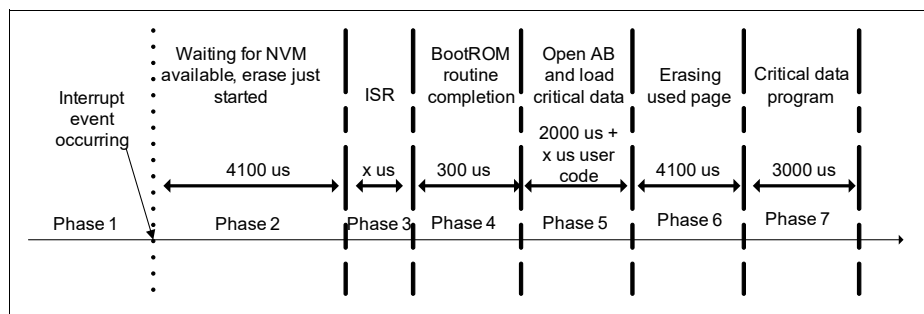 Waiting for NVM
available, erase just
started
Interrupt
event
occurring
ISR
BootROM
routine
completion
Open AB
and load
critical data
Erasing
used page
Critical data
program
4100 us
x us
300 us
2000 us +
x us user
code
4100 us
3000 us
Phase 1
Phase 2
Phase 3
Phase 4
Phase 5
Phase 6
Phase 7